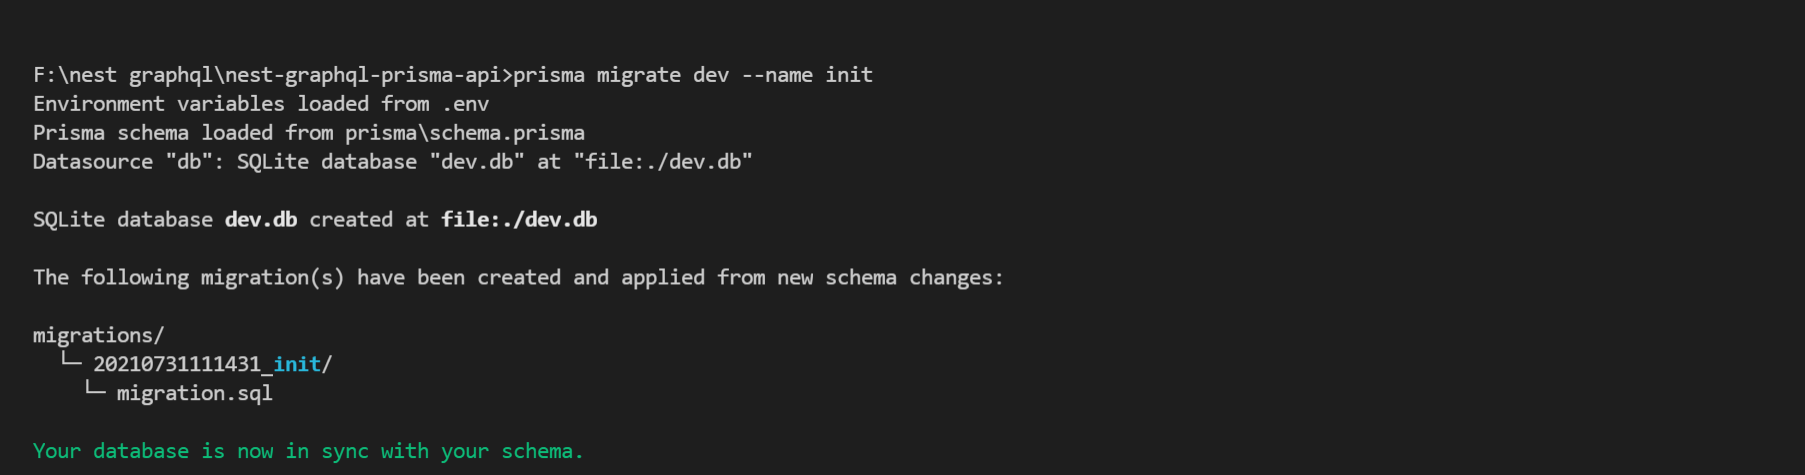 F:\nest graphql\nest-graphql-prisma-api>prisma migrate dev --name init
Environment variables loaded from .env
Prisma schema loaded from prisma\schema.prisma
Datasource "db": SQLite database "dev.db" at "file:./dev.db"
SQLite database dev.db created at file:./dev.db
The following migration(s) have been created and applied from new schema changes:
migrations/
└─ 20210731111431_init/
└─ migration.sql
Your database is now in sync with your schema.